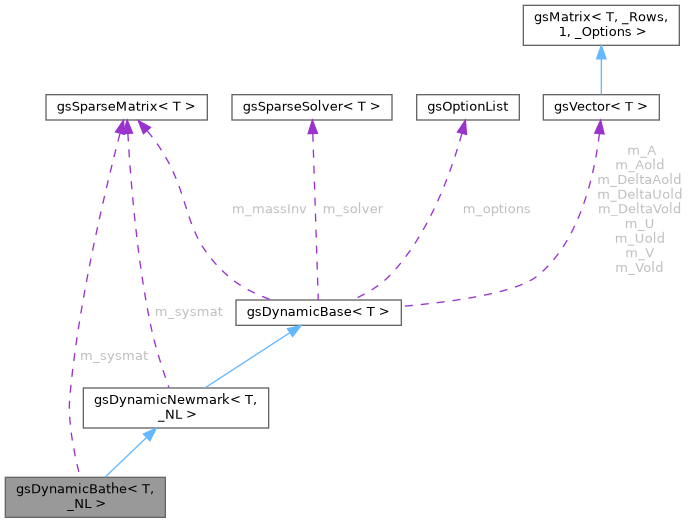 gsMatrix< T, _Rows,
1, _Options >
gsSparseMatrix< T >
gsSparseSolver< T >
gsOptionList
gsVector< T >
m_A
m_Aold
m_DeltaAold
m_DeltaUold
m_DeltaVold
m_U
m_Uold
m_V
m_Vold
m_massInv
m_solver
m_options
gsDynamicBase< T >
m_sysmat
m_sysmat
gsDynamicNewmark< T,
_NL >
gsDynamicBathe< T,
_NL >